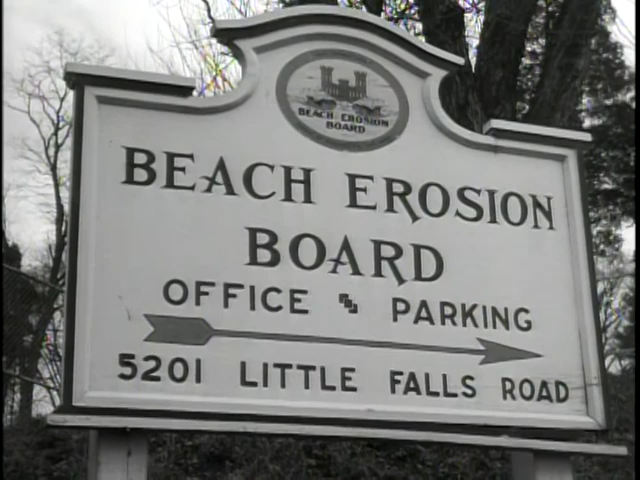 BEACH EROSION
BOARD
BEACH EROSION
BOARD
OFFICE PARKING
5201 LITTLE FALLS ROAD